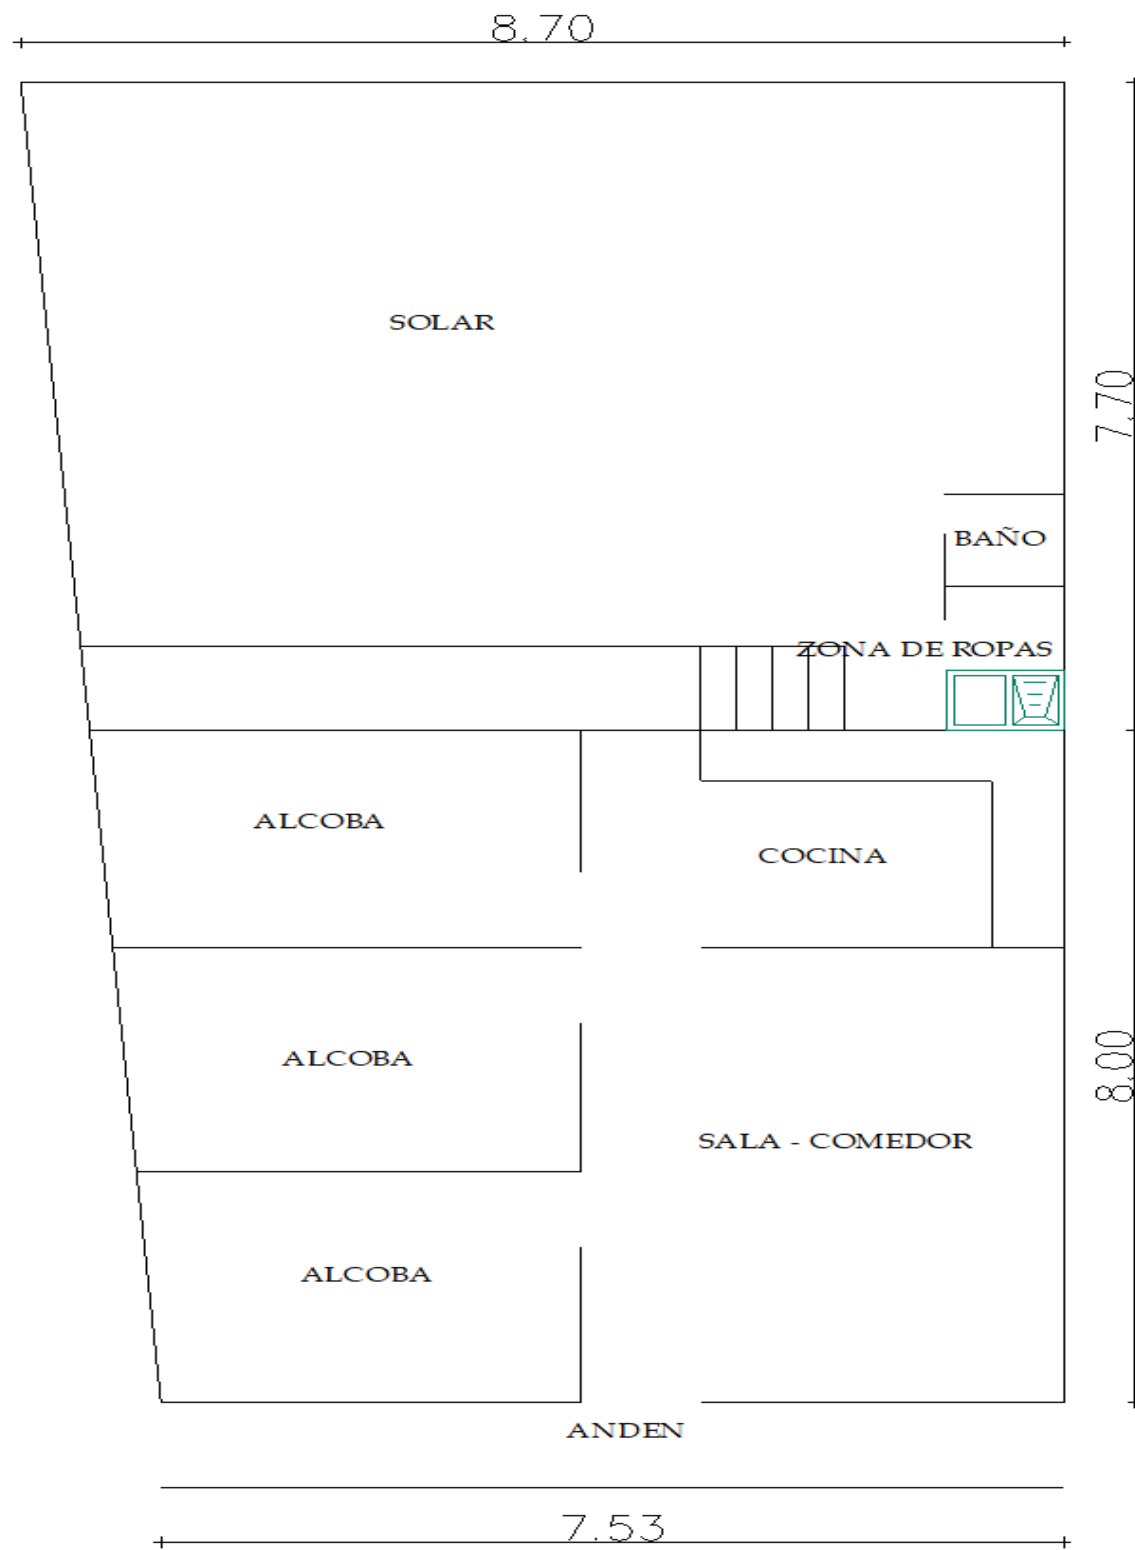 8.70
SOLAR
7.70
BAÑO
ZONA DE ROPAS
ALCOBA
COCINA
ALCOBA
8.00
SALA - COMEDOR
ALCOBA
ANDEN
7.53